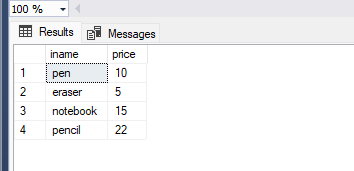 100 %
Results Messages
iname price
1 pen 10
2 eraser 5
3 notebook 15
4 pencil 22